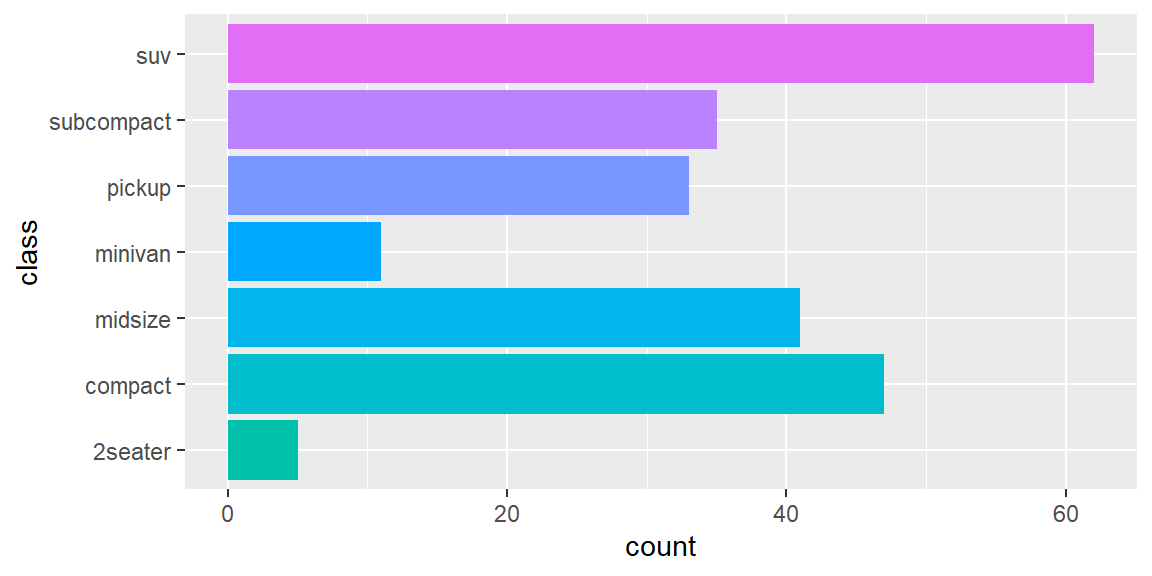 suv
subcompact
pickup
minivan
midsize
compact
2seater
class
0 20 40 60
count